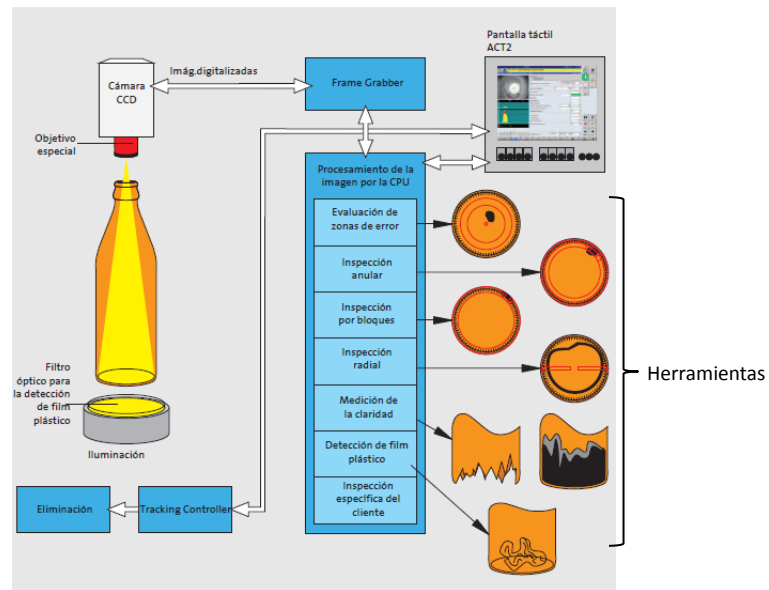 Pantalla táctil
ACT2
Imág.digitalizadas
Cámara
CCD
Frame Grabber
Objetivo
especial
Procesamiento de la
imagen por la CPU
Evaluación de
zonas de error
Inspección
anular
Inspección
por bloques
Inspección
radial
Medición de
la claridad
Detección de film
plástico
Inspección
específica del
cliente
Herramientas
Filtro
óptico para
la detección
de film
plástico
Iluminación
Eliminación
Tracking Controller